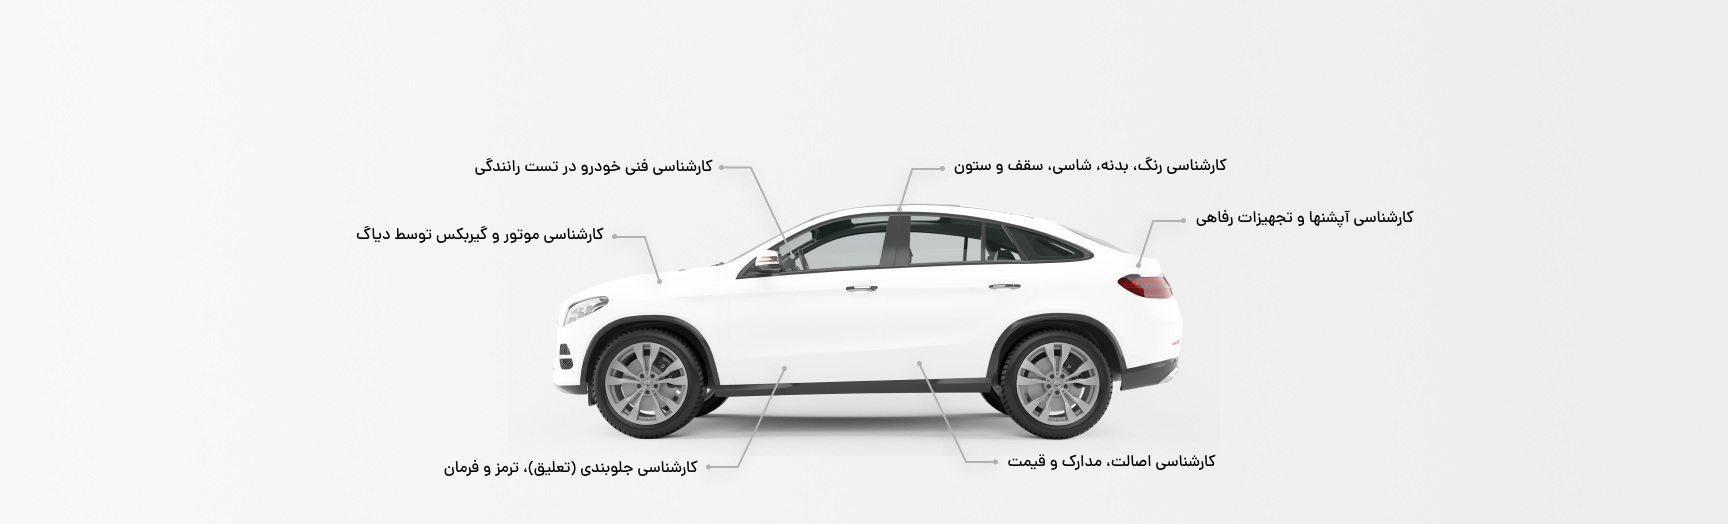 کارشناسی رنگ، بدنه، شاسی، سقف و ستون
کارشناسی فنی خودرو در تست رانندگی
کارشناسی آپشنها و تجهیزات رفاهی
کارشناسی موتور و گیربکس توسط دیاگ
کارشناسی اصالت، مدارک و قیمت
کارشناسی جلوبندی (تعلیق)، ترمز و فرمان